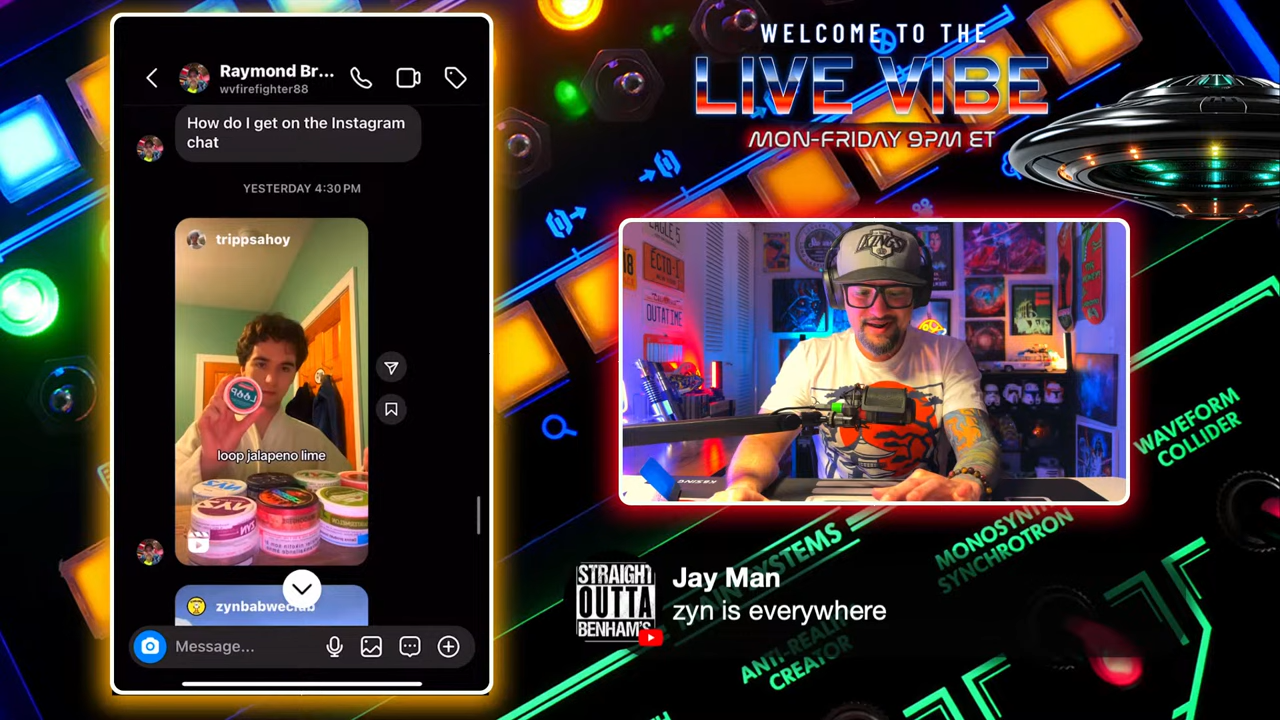 Raymond Br...
wvfirefighter88
How do I get on the Instagram
chat
YESTERDAY 4:30 PM
trippsahoy
loop jalapeno lime
zynbabweclub
Message...
WELCOME TO THE
LIVE VIBE
MON-FRIDAY 9PM ET
EAGLE 5
ECTO-1
OUTATIME
KINGS
WAVEFORM
COLLIDER
MONOSYNTH
SYNCHROTRON
SYSTEMS
STRAIGHT
OUTTA
BENHAM'S
Jay Man
zyn is everywhere
CREATOR